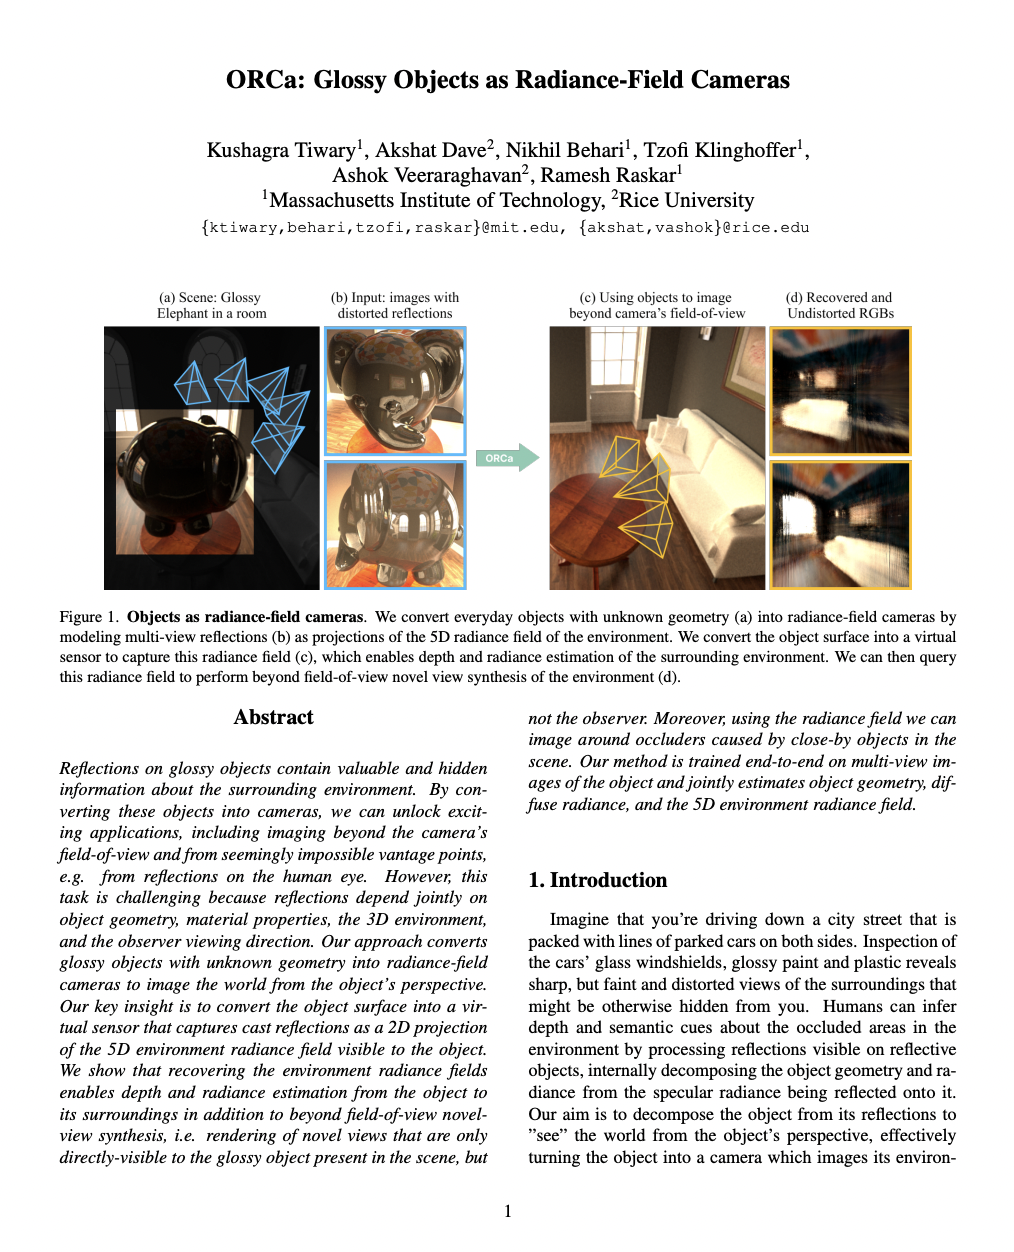 ORCa: Glossy Objects as Radiance-Field Cameras
Kushagra Tiwary1, Akshat Dave2, Nikhil Behari1, Tzofi Klinghoffer1,
Ashok Veeraraghavan2, Ramesh Raskar1
1Massachusetts Institute of Technology, 2Rice University
{ktiwary,behari,tzofi,raskar}@mit.edu, {akshat,vashok}@rice.edu
(a) Scene: Glossy
Elephant in a room
(b) Input: images with
distorted reflections
(c) Using objects to image
beyond camera's field-of-view
(d) Recovered and
Undistorted RGBs
ORCa
Figure 1. Objects as radiance-field cameras. We convert everyday objects with unknown geometry (a) into radiance-field cameras by
modeling multi-view reflections (b) as projections of the 5D radiance field of the environment. We convert the object surface into a virtual
sensor to capture this radiance field (c), which enables depth and radiance estimation of the surrounding environment. We can then query
this radiance field to perform beyond field-of-view novel view synthesis of the environment (d).
Abstract
Reflections on glossy objects contain valuable and hidden
information about the surrounding environment. By con-
verting these objects into cameras, we can unlock excit-
ing applications, including imaging beyond the camera's
field-of-view and from seemingly impossible vantage points,
e.g. from reflections on the human eye. However, this
task is challenging because reflections depend jointly on
object geometry, material properties, the 3D environment,
and the observer viewing direction. Our approach converts
glossy objects with unknown geometry into radiance-field
cameras to image the world from the object's perspective.
Our key insight is to convert the object surface into a vir-
tual sensor that captures cast reflections as a 2D projection
of the 5D environment radiance field visible to the object.
We show that recovering the environment radiance fields
enables depth and radiance estimation from the object to
its surroundings in addition to beyond field-of-view novel-
view synthesis, i.e. rendering of novel views that are only
directly-visible to the glossy object present in the scene, but
not the observer. Moreover, using the radiance field we can
image around occluders caused by close-by objects in the
scene. Our method is trained end-to-end on multi-view im-
ages of the object and jointly estimates object geometry, dif-
fuse radiance, and the 5D environment radiance field.
1. Introduction
Imagine that you're driving down a city street that is
packed with lines of parked cars on both sides. Inspection of
the cars' glass windshields, glossy paint and plastic reveals
sharp, but faint and distorted views of the surroundings that
might be otherwise hidden from you. Humans can infer
depth and semantic cues about the occluded areas in the
environment by processing reflections visible on reflective
objects, internally decomposing the object geometry and ra-
diance from the specular radiance being reflected onto it.
Our aim is to decompose the object from its reflections to
”see” the world from the object's perspective, effectively
turning the object into a camera which images its environ-
1